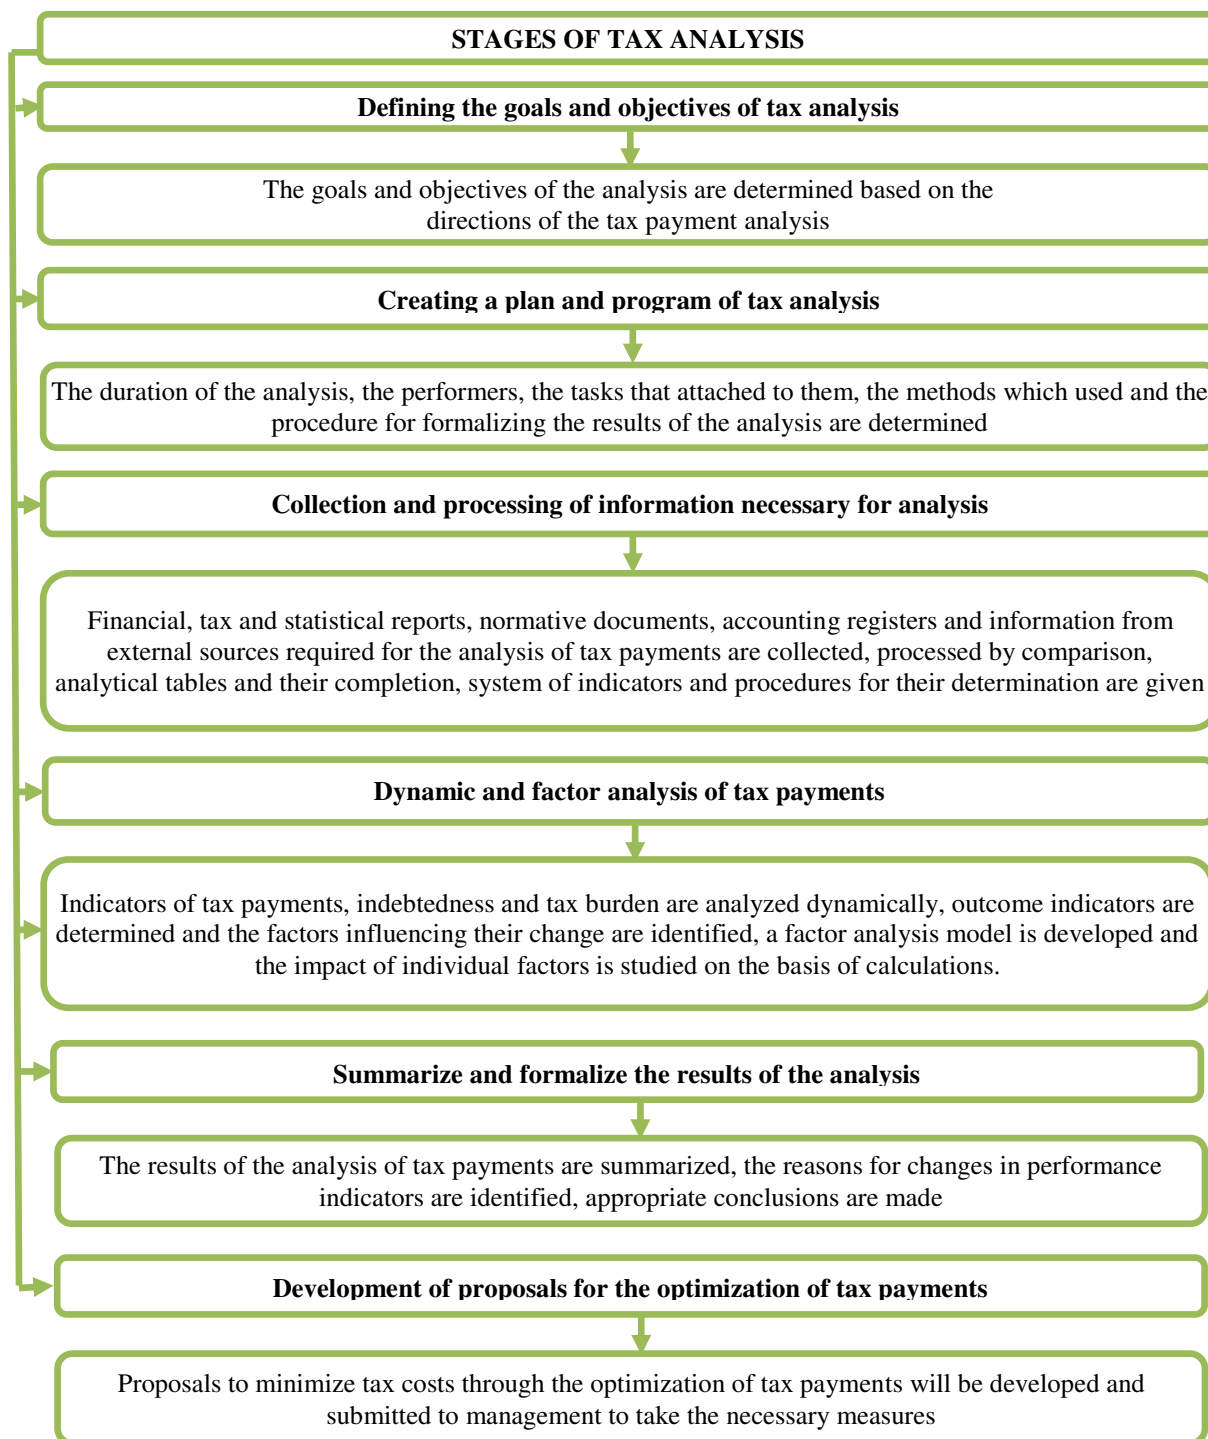 STAGES OF TAX ANALYSIS
Defining the goals and objectives of tax analysis
The goals and objectives of the analysis are determined based on the
directions of the tax payment analysis
Creating a plan and program of tax analysis
The duration of the analysis, the performers, the tasks that attached to them, the methods which used and the
procedure for formalizing the results of the analysis are determined
Collection and processing of information necessary for analysis
Financial, tax and statistical reports, normative documents, accounting registers and information from
external sources required for the analysis of tax payments are collected, processed by comparison,
analytical tables and their completion, system of indicators and procedures for their determination are given
Dynamic and factor analysis of tax payments
Indicators of tax payments, indebtedness and tax burden are analyzed dynamically, outcome indicators are
determined and the factors influencing their change are identified, a factor analysis model is developed and
the impact of individual factors is studied on the basis of calculations.
Summarize and formalize the results of the analysis
The results of the analysis of tax payments are summarized, the reasons for changes in performance
indicators are identified, appropriate conclusions are made
Development of proposals for the optimization of tax payments
Proposals to minimize tax costs through the optimization of tax payments will be developed and
submitted to management to take the necessary measures